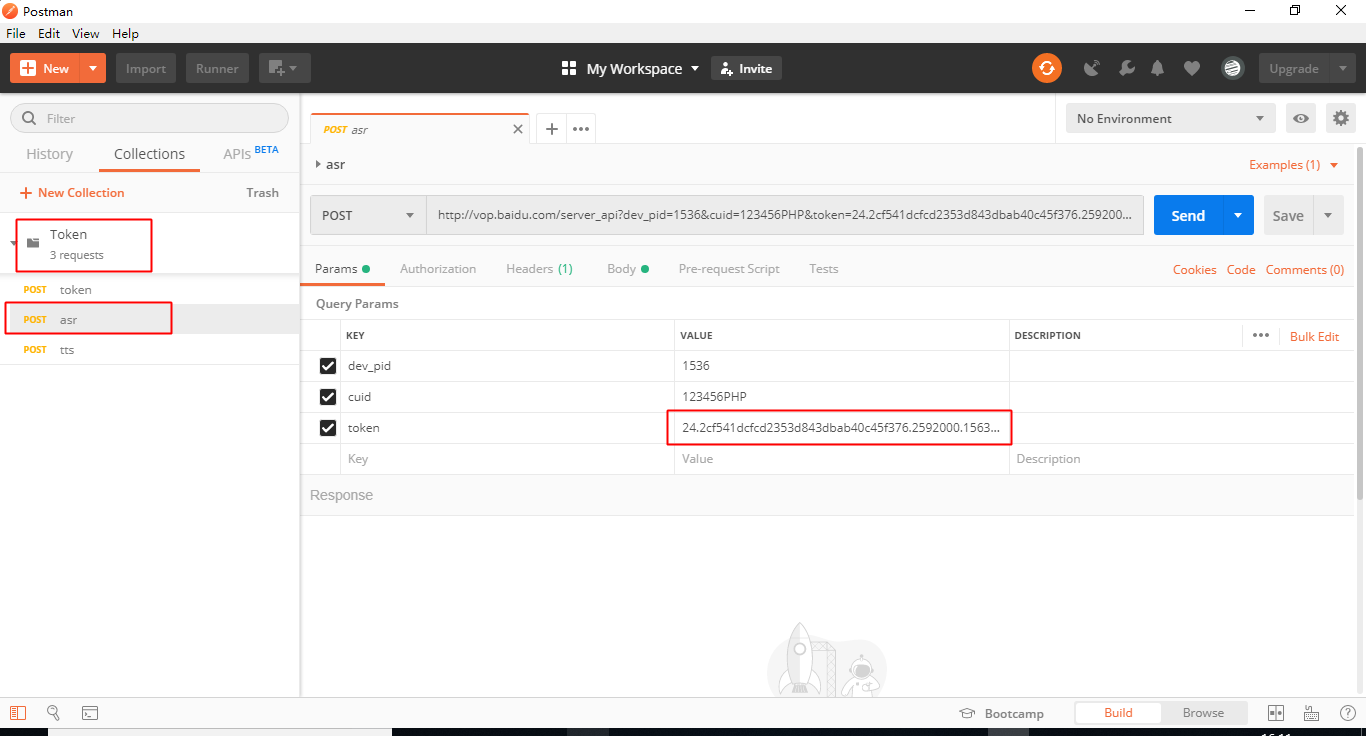 Postman
File Edit View Help
New Import Runner My Workspace Invite Upgrade
Filter
History Collections APIs BETA
New Collection Trash
Token
3 requests
POST token
POST asr
POST tts
POST asr
No Environment
asr
Examples (1)
POST http://vop.baidu.com/server_api?dev_pid=1536&cuid=123456PHP&token=24.2cf541dcfcd2353d843dbab40c45f376.259200... Send Save
Params Authorization Headers (1) Body Pre-request Script Tests Cookies Code Comments (0)
Query Params
KEY VALUE DESCRIPTION Bulk Edit
dev_pid 1536
cuid 123456PHP
token 24.2cf541dcfcd2353d843dbab40c45f376.2592000.1563...
Key Value Description
Response
Bootcamp Build Browse